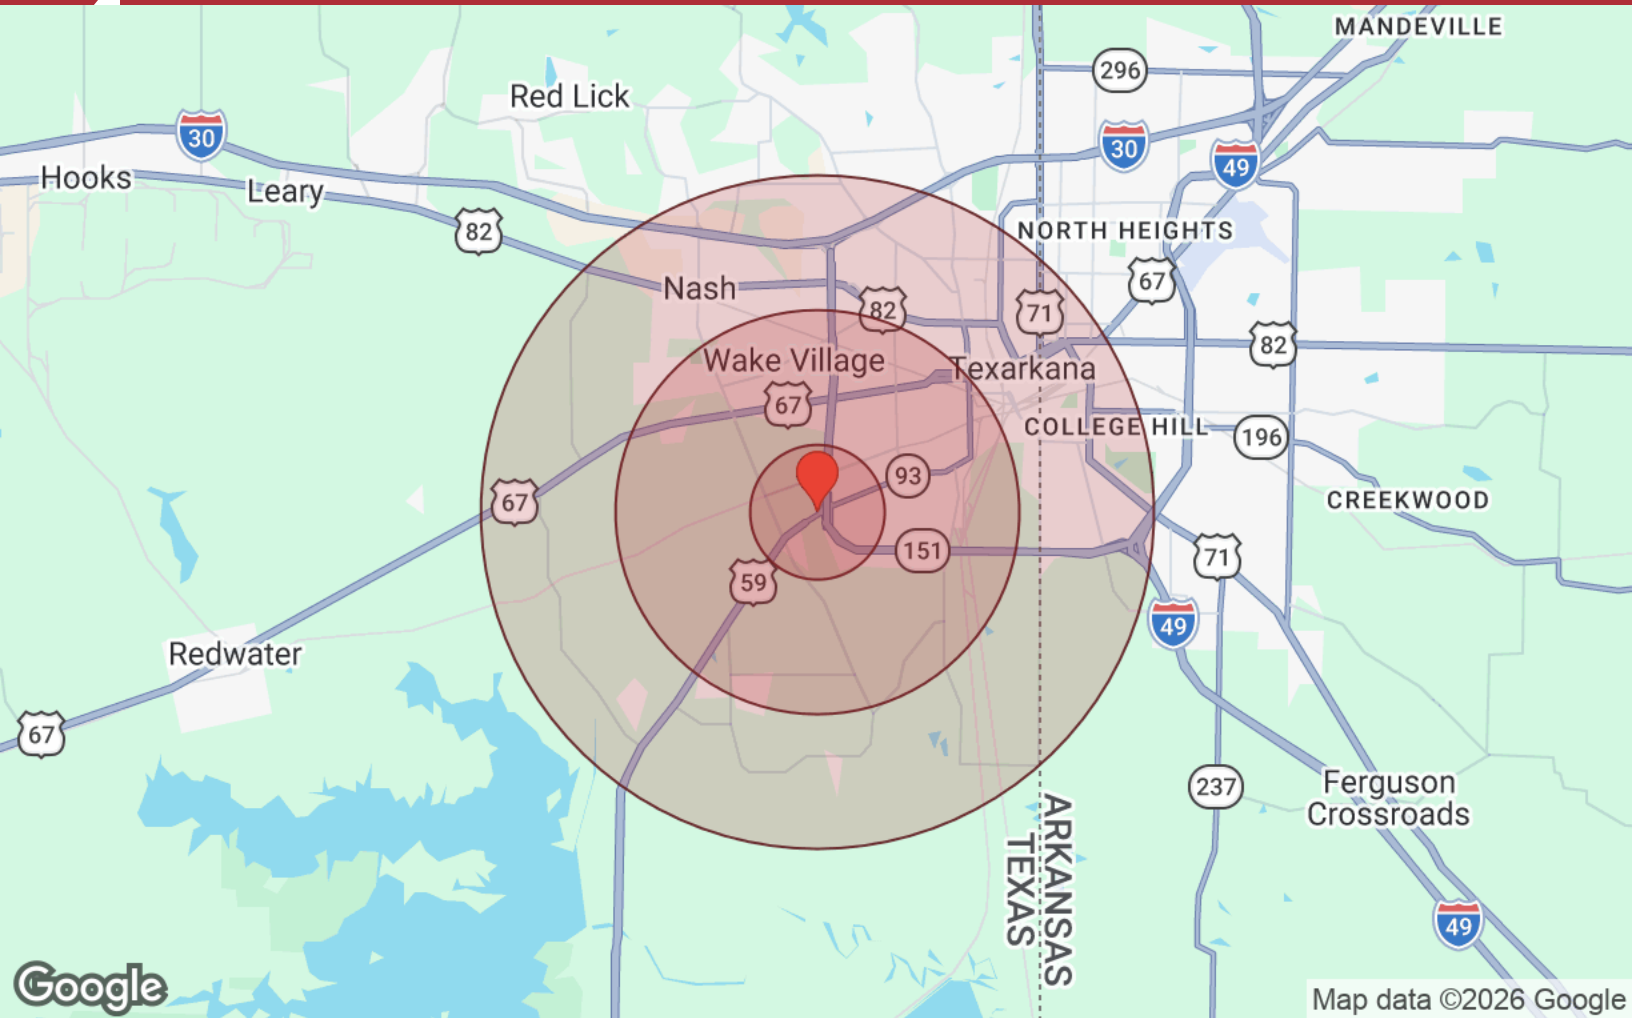 MANDEVILLE
296
Red Lick
30
30
49
Hooks
Leary
82
NORTH HEIGHTS
67
Nash
82
71
82
Wake Village
Texarkana
67
COLLEGE HILL
196
93
67
CREEKWOOD
151
71
59
49
Redwater
67
237
Ferguson
Crossroads
ARKANSAS
TEXAS
49
Google
Map data ©2026 Google